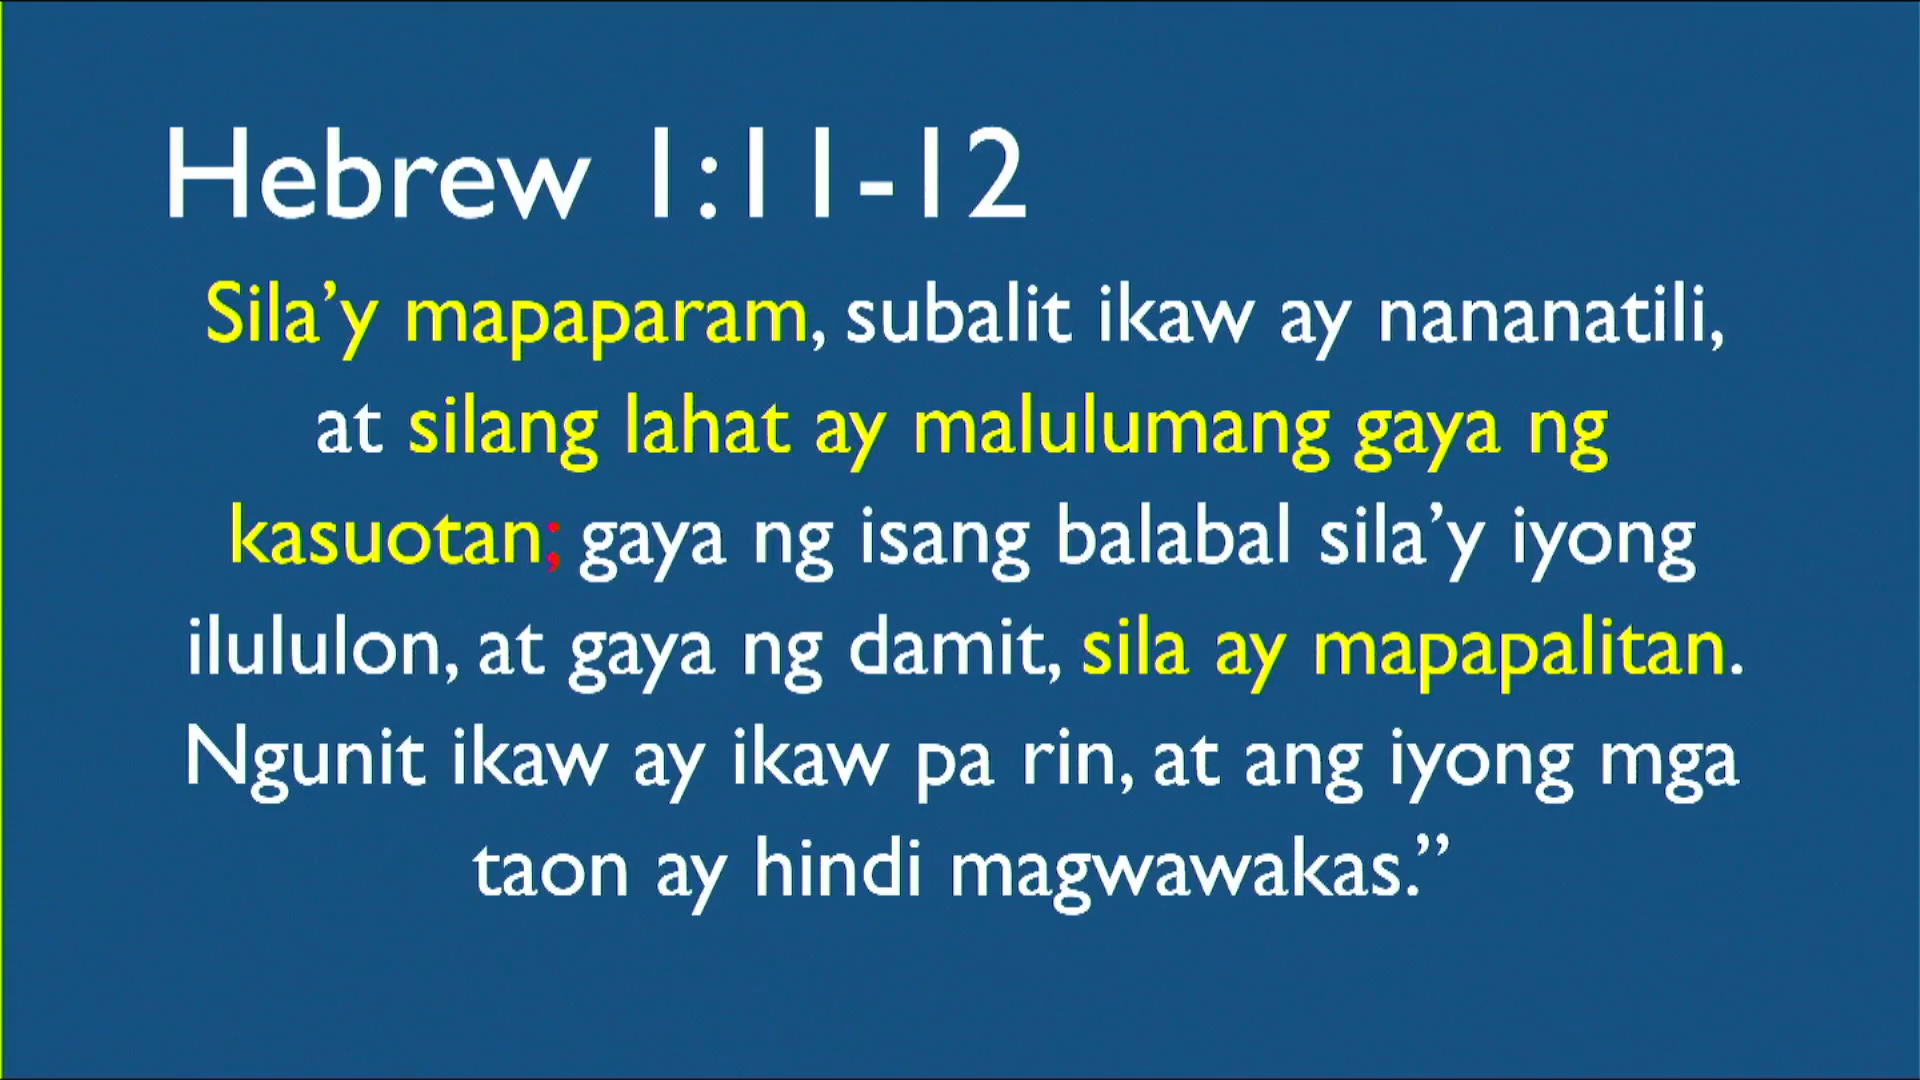 Hebrew 1:11-12
Sila’y mapaparam, subalit ikaw ay nananatili,
at silang lahat ay malulumang gaya ng
kasuotan; gaya ng isang balabal sila’y iyong
ilululon, at gaya ng damit, sila ay mapapalitan.
Ngunit ikaw ay ikaw pa rin, at ang iyong mga
taon ay hindi magwawakas.”